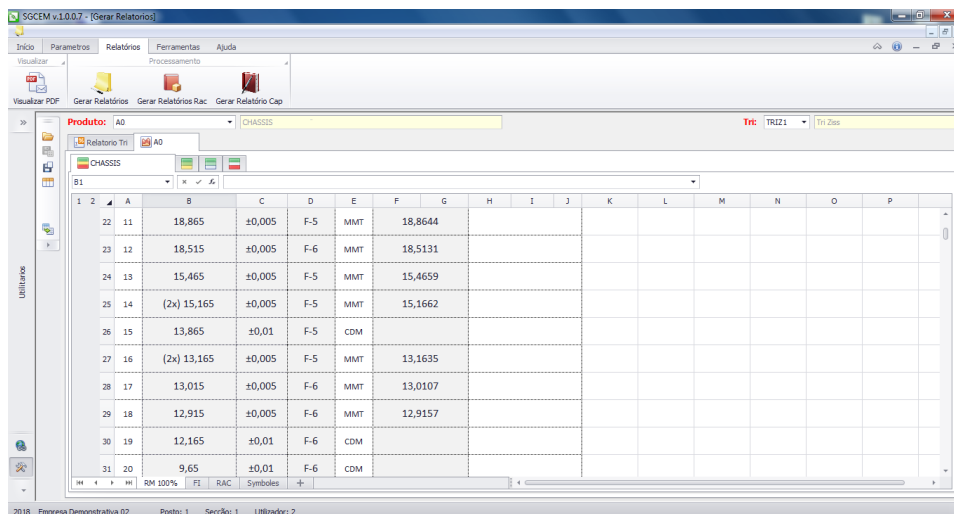 SGCEM v.1.0.0.7 - [Gerar Relatorios]
Início Parametros Relatórios Ferramentas Ajuda
Visualizar Processamento
Visualizar PDF Gerar Relatórios Gerar Relatórios Rac Gerar Relatório Cap
Produto: A0 CHASSIS Tri: TRIZ1 Tri Ziss
Relatorio Tri A0
CHASSIS
B1
1 2 A B C D E F G H I J K L M N O P
22 11 18,865 ±0,005 F-5 MMT 18,8644
23 12 18,515 ±0,005 F-6 MMT 18,5131
24 13 15,465 ±0,005 F-5 MMT 15,4659
25 14 (2x) 15,165 ±0,005 F-5 MMT 15,1662
26 15 13,865 ±0,01 F-5 CDM
27 16 (2x) 13,165 ±0,005 F-5 MMT 13,1635
28 17 13,015 ±0,005 F-6 MMT 13,0107
29 18 12,915 ±0,005 F-6 MMT 12,9157
30 19 12,165 ±0,01 F-6 CDM
31 20 9,65 ±0,01 F-6 CDM
RM 100% FI RAC Symboles
Utilitarios
2018 Empresa Demonstrativa 02 Posto: 1 Secção: 1 Utilizador: 2